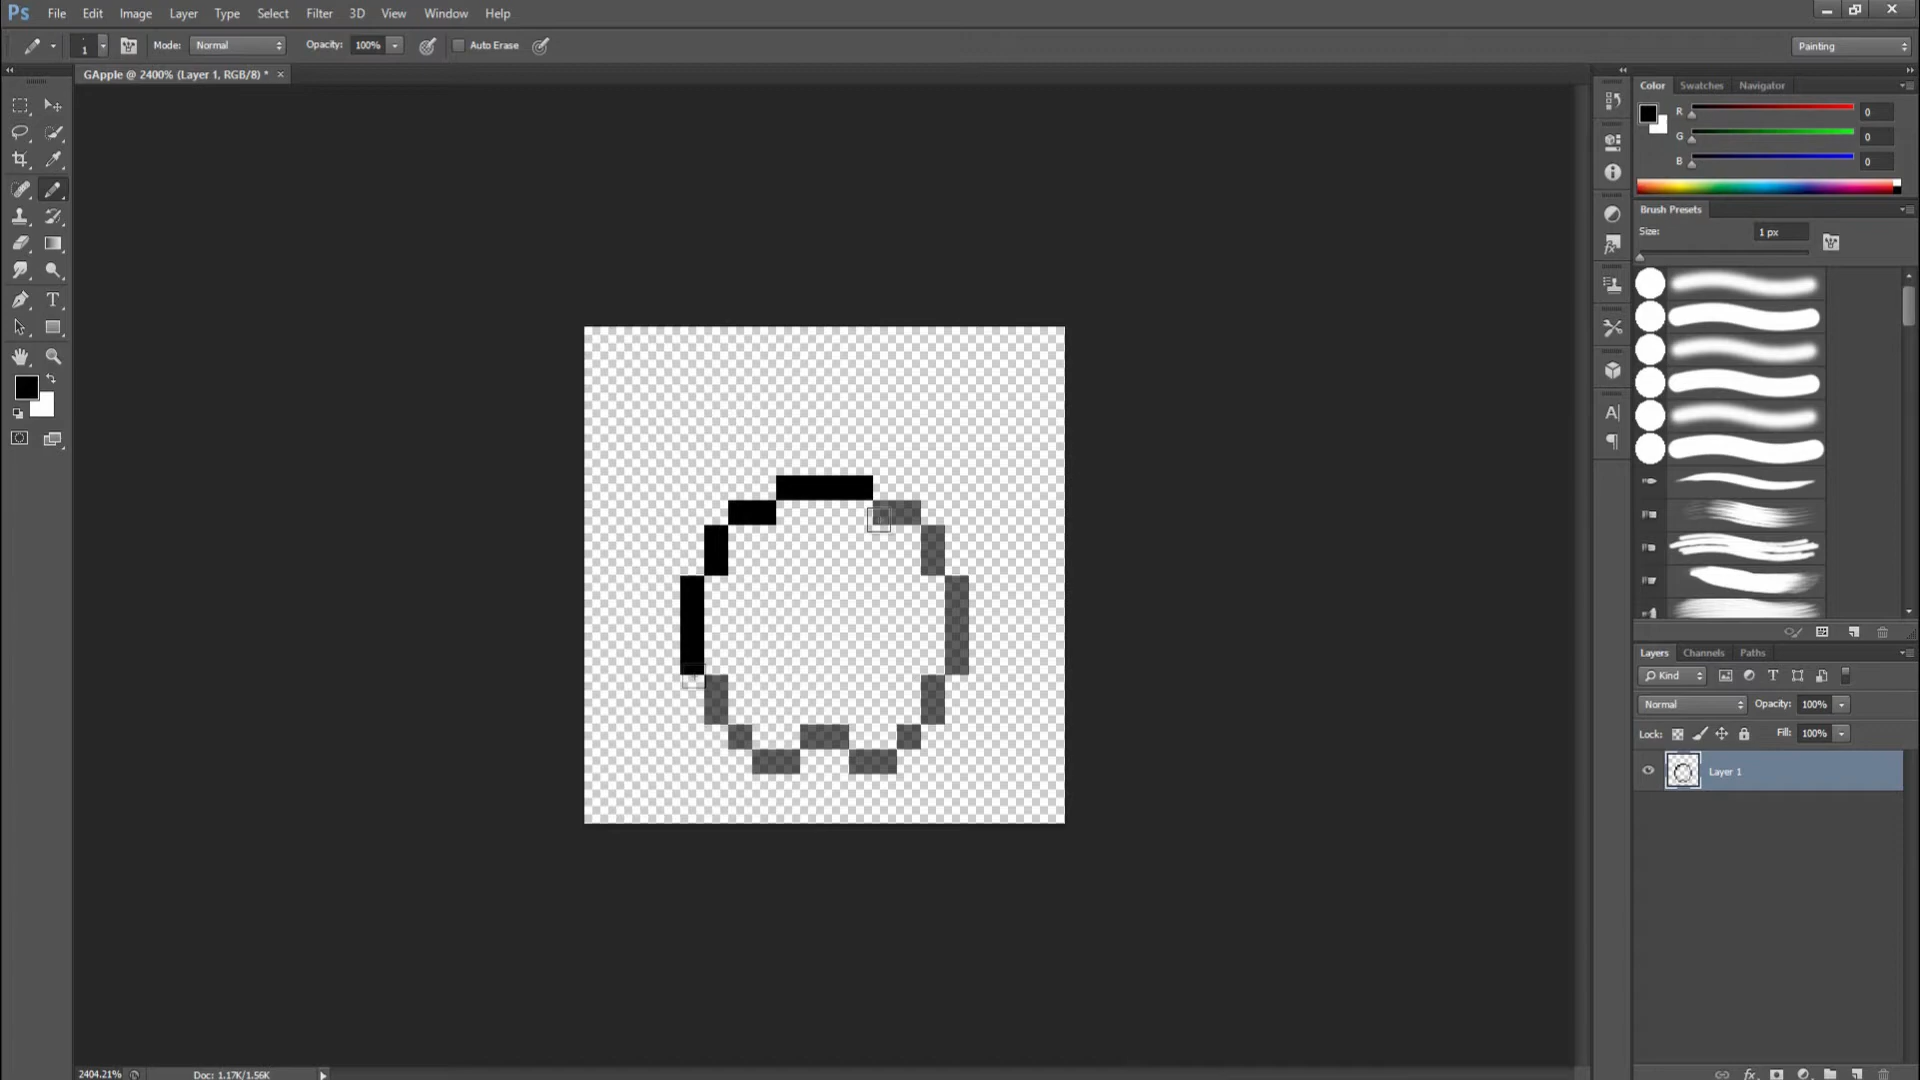 Ps File Edit Image Layer Type Select Filter 3D View Window Help
1 Mode: Normal Opacity: 100% Auto Erase Painting
GApple @ 2400% (Layer 1, RGB/8) * ×
Color Swatches Navigator
R 0
G 0
B 0
Brush Presets
Size: 1 px
Layers Channels Paths
Kind
Normal Opacity: 100%
Lock: Fill: 100%
Layer 1
2404.21% Doc: 1.17K/1.56K